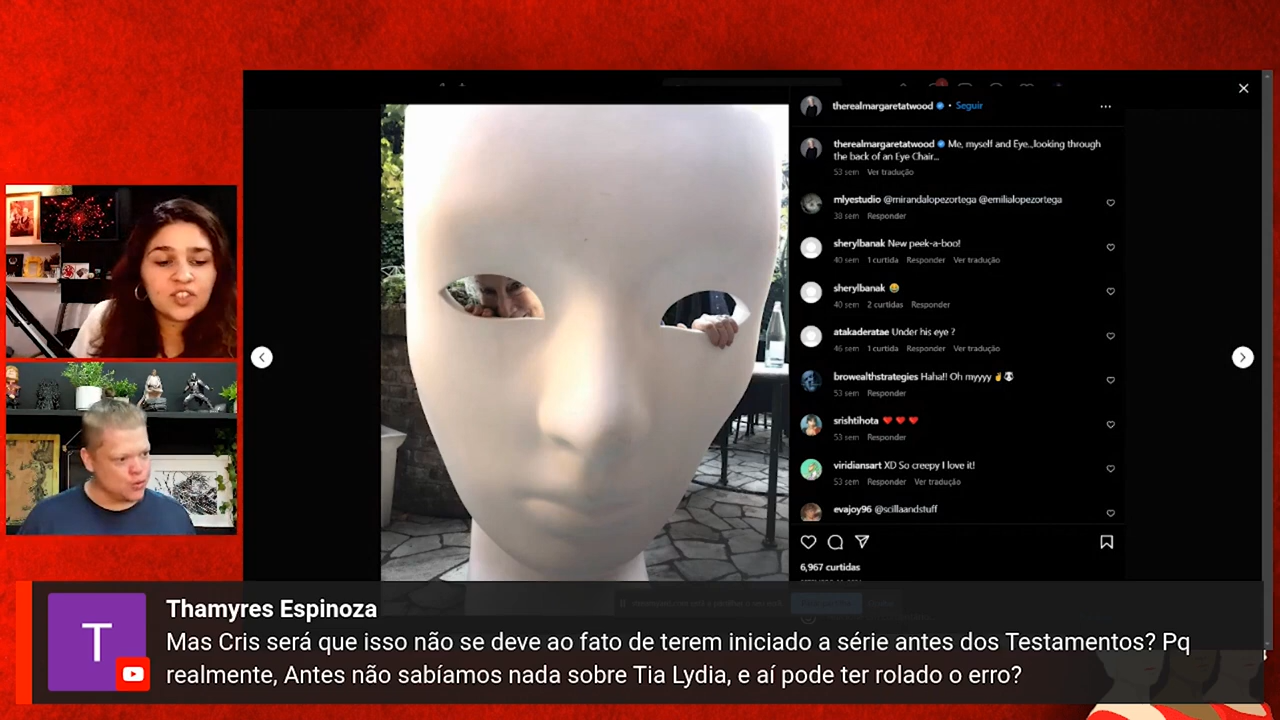 therealmargaretatwood • Seguir
therealmargaretatwood Me, myself and Eye...looking through
the back of an Eye Chair...
53 sem Ver tradução
mlyestudio @mirandalopezortega @emilialopezortega
38 sem Responder
sherylbanak New peek-a-boo!
40 sem 1 curtida Responder Ver tradução
sherylbanak 😂
40 sem 2 curtidas Responder
atakaderatae Under his eye ?
46 sem 1 curtida Responder Ver tradução
browealthstrategies Haha!! Oh myyyy ✌️🐼
53 sem Responder
srishtihota ❤️ ❤️ ❤️
53 sem Responder
viridiansart XD So creepy I love it!
53 sem Responder Ver tradução
evajoy96 @scillaandstuff
6,967 curtidas
T
Thamyres Espinoza
Mas Cris será que isso não se deve ao fato de terem iniciado a série antes dos Testamentos? Pq
realmente, Antes não sabíamos nada sobre Tia Lydia, e aí pode ter rolado o erro?